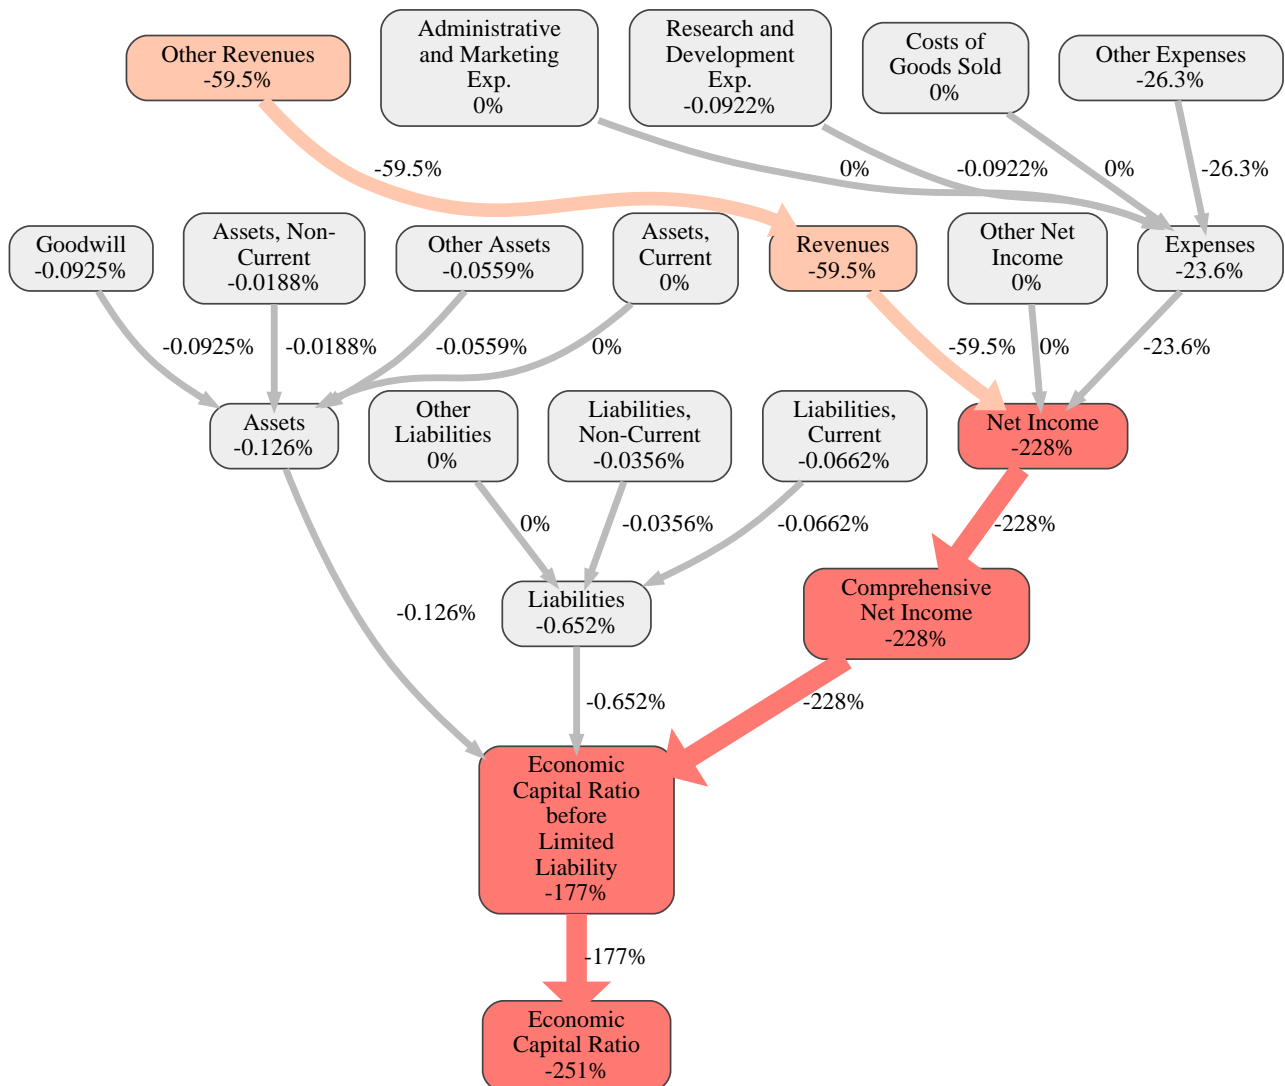 Other Revenues
-59.5%
Administrative
and Marketing
Exp.
0%
Research and
Development
Exp.
-0.0922%
Costs of
Goods Sold
0%
Other Expenses
-26.3%
-59.5%
0%
-0.0922%
0%
-26.3%
Goodwill
-0.0925%
Assets, Non-
Current
-0.0188%
Other Assets
-0.0559%
Assets,
Current
0%
Revenues
-59.5%
Other Net
Income
0%
Expenses
-23.6%
-0.0925%
-0.0188%
-0.0559%
0%
-59.5%
0%
-23.6%
Assets
-0.126%
Other
Liabilities
0%
Liabilities,
Non-Current
-0.0356%
Liabilities,
Current
-0.0662%
Net Income
-228%
0%
-0.0356%
-0.0662%
-228%
-0.126%
Liabilities
-0.652%
Comprehensive
Net Income
-228%
-0.652%
-228%
Economic
Capital Ratio
before
Limited
Liability
-177%
-177%
Economic
Capital Ratio
-251%